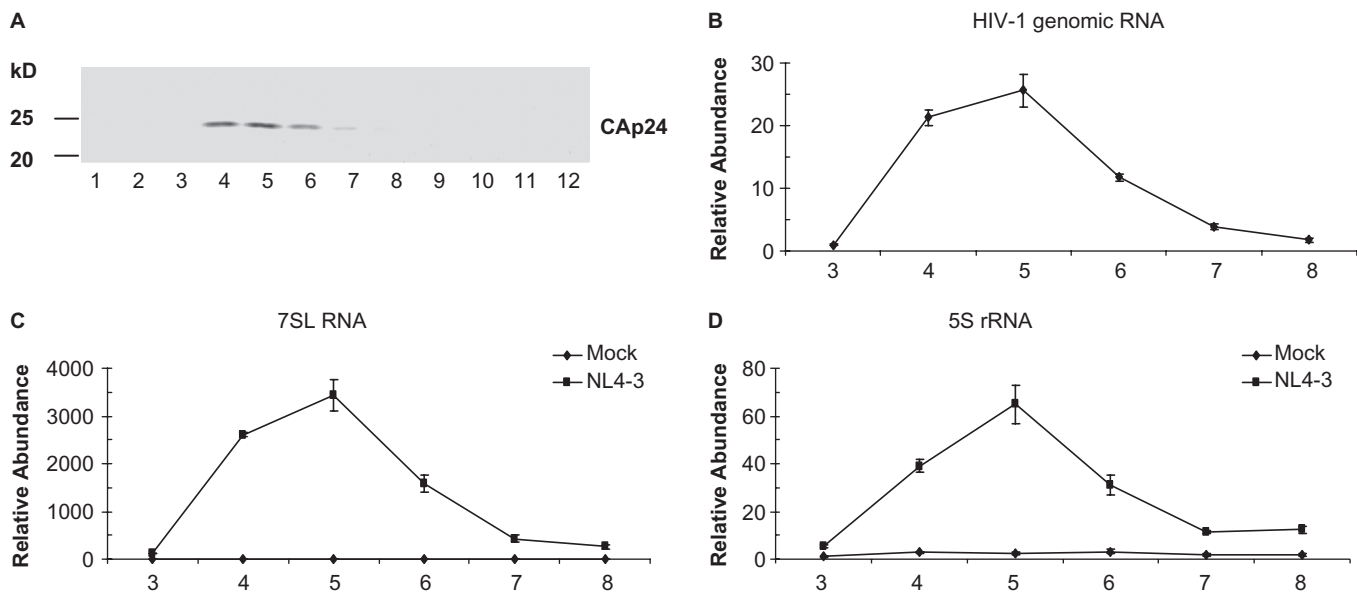 A
kD
25
20
CAp24
1 2 3 4 5 6 7 8 9 10 11 12
B
HIV-1 genomic RNA
Relative Abundance
30
20
10
0
3 4 5 6 7 8
C
7SL RNA
Mock
NL4-3
Relative Abundance
4000
3000
2000
1000
0
3 4 5 6 7 8
D
5S rRNA
Mock
NL4-3
Relative Abundance
80
60
40
20
0
3 4 5 6 7 8